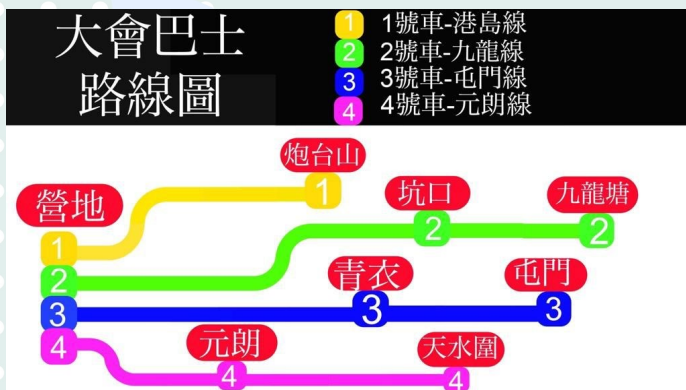 大會巴士
路線圖
1 1號車-港島線
2 2號車-九龍線
3 3號車-屯門線
4 4號車-元朗線
炮台山
1
營地
坑口
九龍塘
1
2
2
2
青衣
屯門
3
3
3
元朗
天水圍
4
4
4